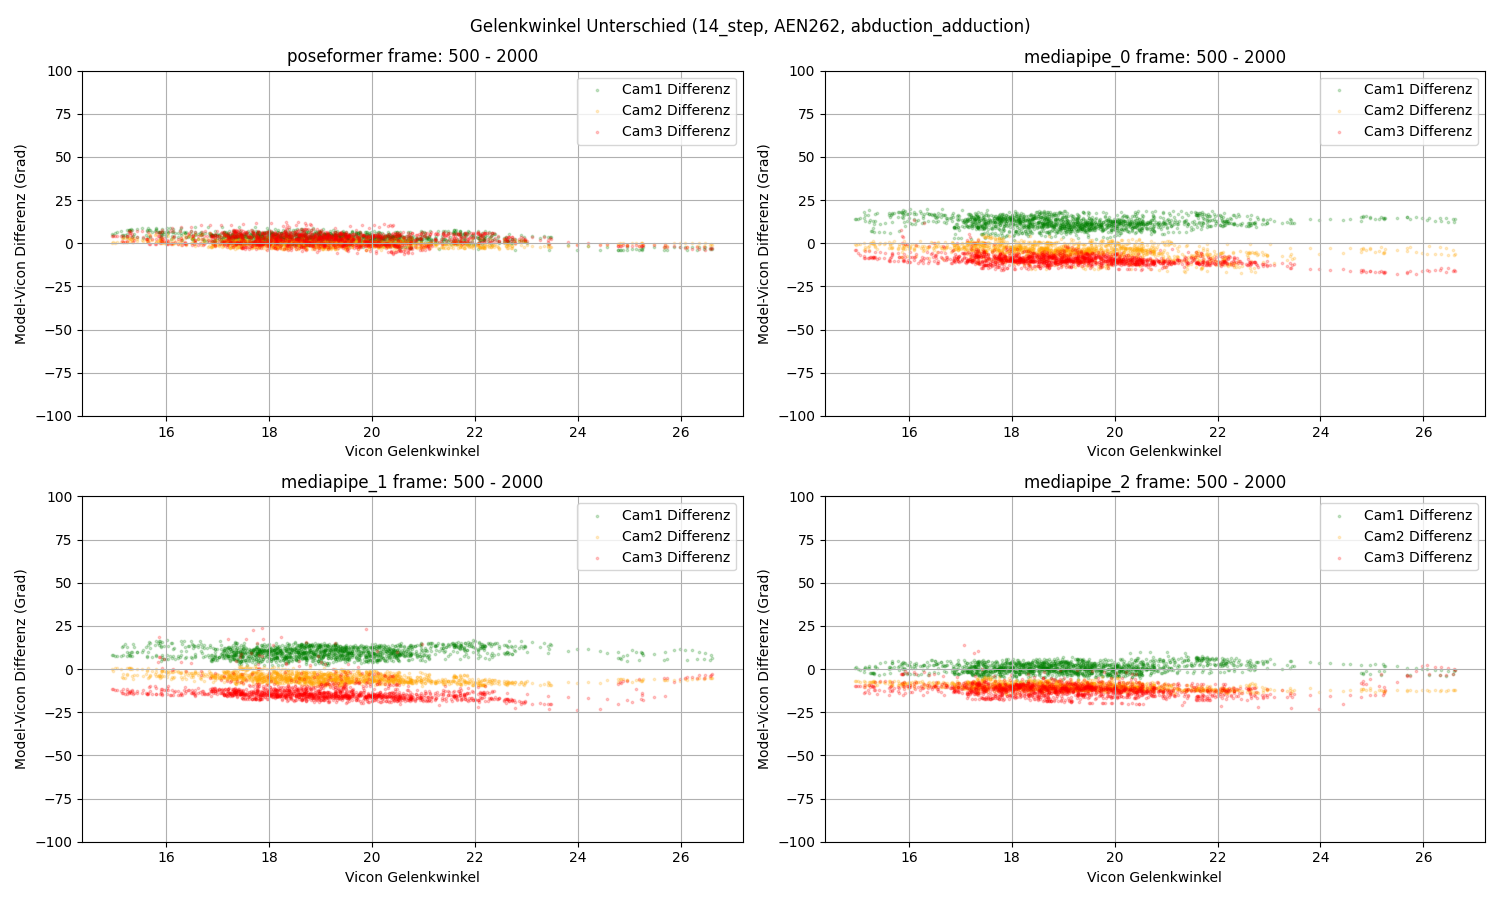 Gelenkwinkel Unterschied (14_step, AEN262, abduction_adduction)
poseformer frame: 500 - 2000
100
75
50
25
0
−25
−50
−75
−100
Model-Vicon Differenz (Grad)
Cam1 Differenz
Cam2 Differenz
Cam3 Differenz
16 18 20 22 24 26
Vicon Gelenkwinkel
mediapipe_0 frame: 500 - 2000
100
75
50
25
0
−25
−50
−75
−100
Model-Vicon Differenz (Grad)
Cam1 Differenz
Cam2 Differenz
Cam3 Differenz
16 18 20 22 24 26
Vicon Gelenkwinkel
mediapipe_1 frame: 500 - 2000
100
75
50
25
0
−25
−50
−75
−100
Model-Vicon Differenz (Grad)
Cam1 Differenz
Cam2 Differenz
Cam3 Differenz
16 18 20 22 24 26
Vicon Gelenkwinkel
mediapipe_2 frame: 500 - 2000
100
75
50
25
0
−25
−50
−75
−100
Model-Vicon Differenz (Grad)
Cam1 Differenz
Cam2 Differenz
Cam3 Differenz
16 18 20 22 24 26
Vicon Gelenkwinkel